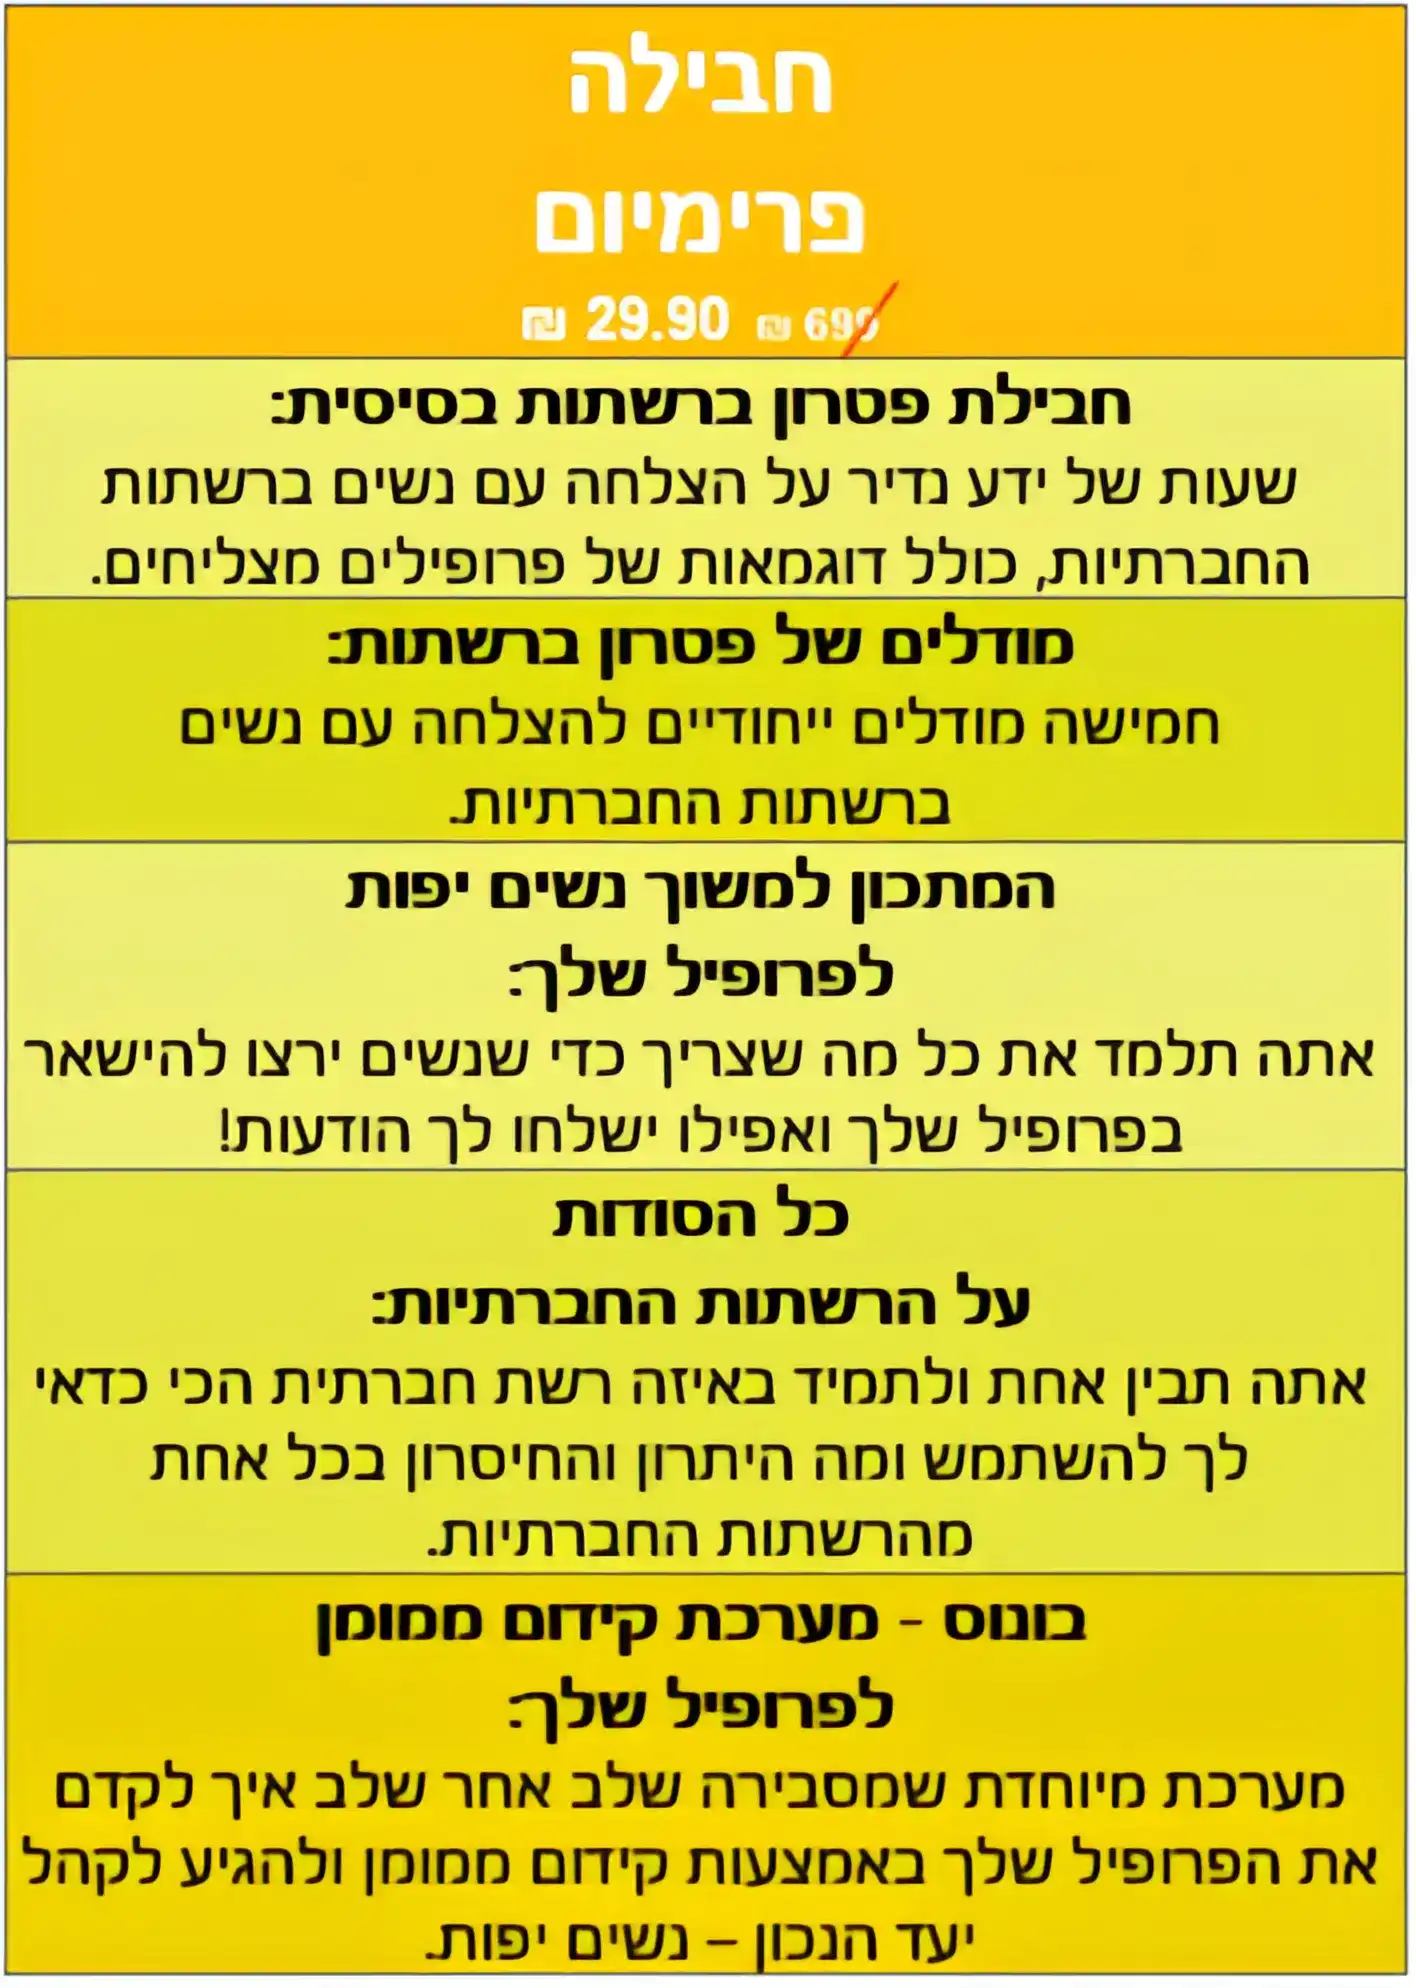 חבילה
פרימיום
699 ₪ 29.90 ₪
חבילת פטרון ברשתות בסיסית:
שעות של ידע נדיר על הצלחה עם נשים ברשתות
החברתיות, כולל דוגמאות של פרופילים מצליחים.
מודלים של פטרון ברשתות:
חמישה מודלים ייחודיים להצלחה עם נשים
ברשתות החברתיות.
המתכון למשוך נשים יפות
לפרופיל שלך:
אתה תלמד את כל מה שצריך כדי שנשים ירצו להישאר
בפרופיל שלך ואפילו ישלחו לך הודעות!
כל הסודות
על הרשתות החברתיות:
אתה תבין אחת ולתמיד באיזה רשת חברתית הכי כדאי
לך להשתמש ומה היתרון והחיסרון בכל אחת
מהרשתות החברתיות.
בונוס - מערכת קידום ממומן
לפרופיל שלך:
מערכת מיוחדת שמסבירה שלב אחר שלב איך לקדם
את הפרופיל שלך באמצעות קידום ממומן ולהגיע לקהל
יעד הנכון – נשים יפות.